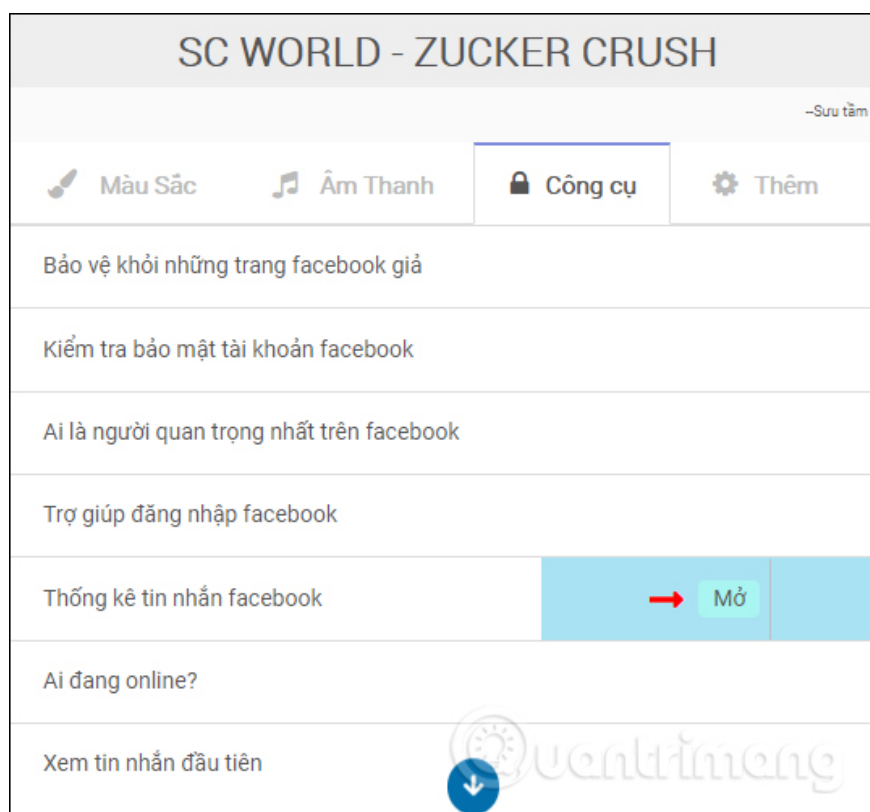 SC WORLD - ZUCKER CRUSH
--Sưu tầm
Màu Sắc Âm Thanh Công cụ Thêm
Bảo vệ khỏi những trang facebook giả
Kiểm tra bảo mật tài khoản facebook
Ai là người quan trọng nhất trên facebook
Trợ giúp đăng nhập facebook
Thống kê tin nhắn facebook Mở
Ai đang online?
Xem tin nhắn đầu tiên
Quantrimang